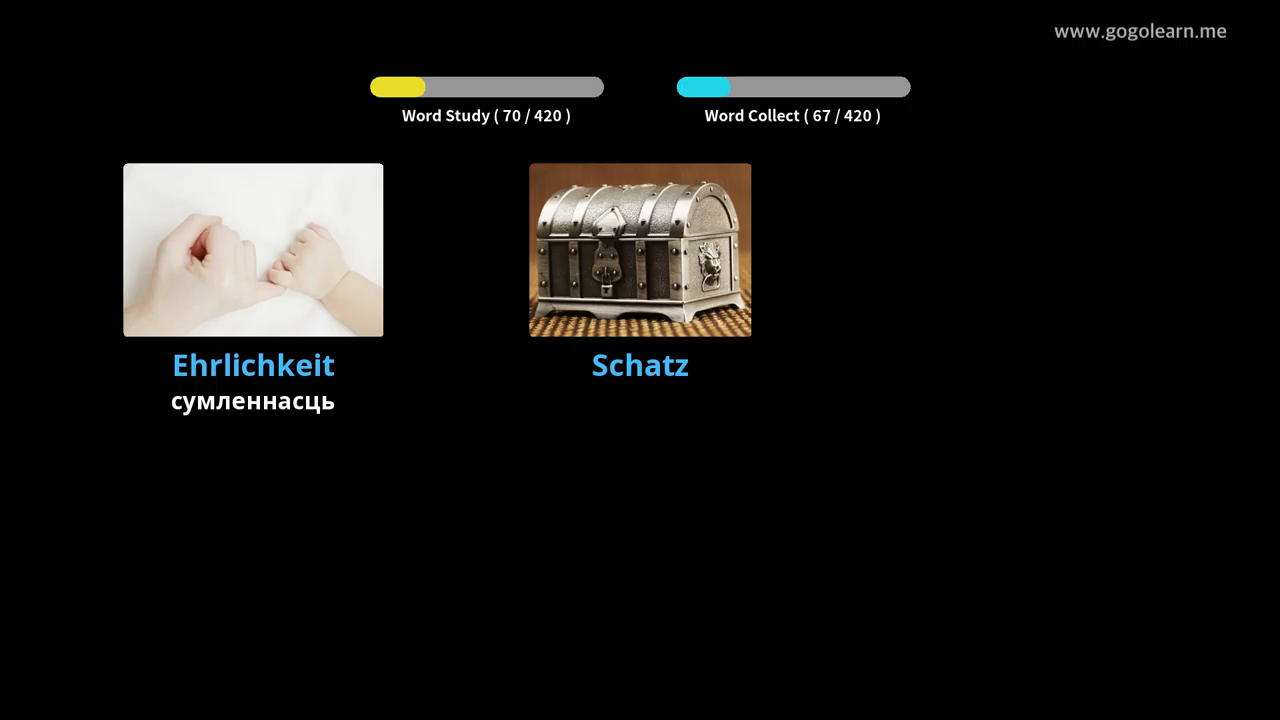 www.gogolearn.me
Word Study ( 70 / 420 )
Word Collect ( 67 / 420 )
Ehrlichkeit
сумленнасць
Schatz